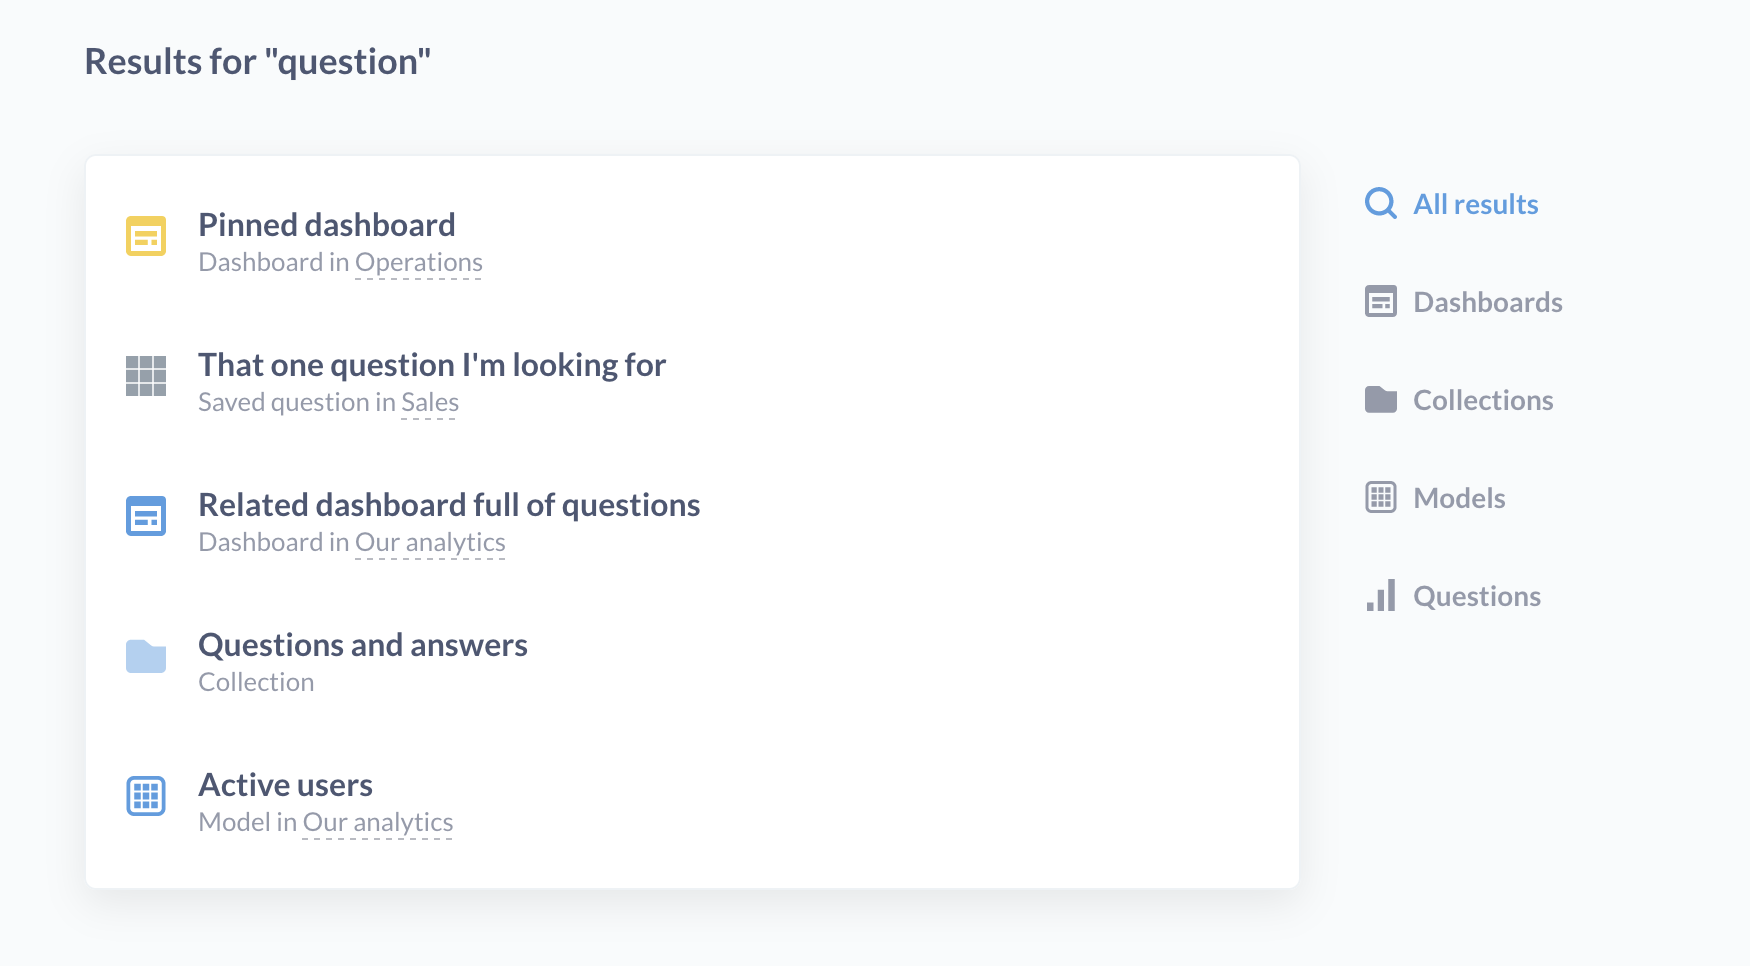 Results for "question"
Pinned dashboard
Dashboard in Operations
That one question I'm looking for
Saved question in Sales
Related dashboard full of questions
Dashboard in Our analytics
Questions and answers
Collection
Active users
Model in Our analytics
All results
Dashboards
Collections
Models
Questions